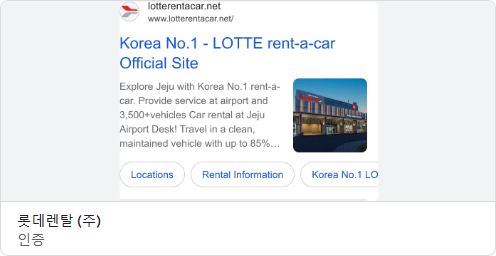 lotterentacar.net
www.lotterentacar.net/
Korea No.1 - LOTTE rent-a-car
Official Site
Explore Jeju with Korea No.1 rent-a-
car. Provide service at airport and
3,500+vehicles Car rental at Jeju
Airport Desk! Travel in a clean,
maintained vehicle with up to 85%...
Locations
Rental Information
Korea No.1 LO
롯데렌탈 (주)
인증